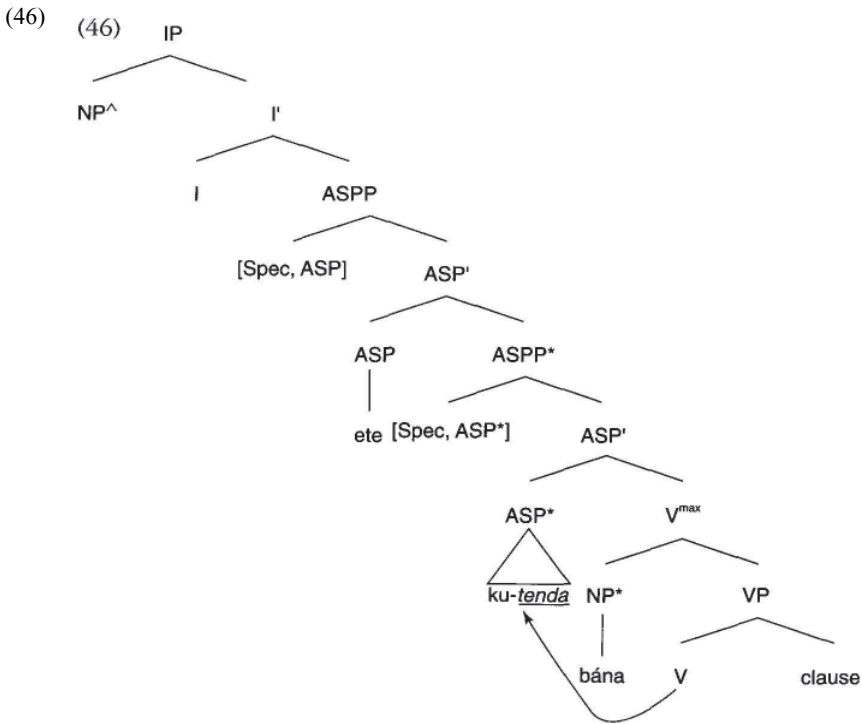 (46)
(46) IP
NP^ I'
I ASPP
[Spec, ASP] ASP'
ASP ASPP*
ete [Spec, ASP*] ASP'
ASP* Vmax
ku-tenda NP* VP
bána V clause